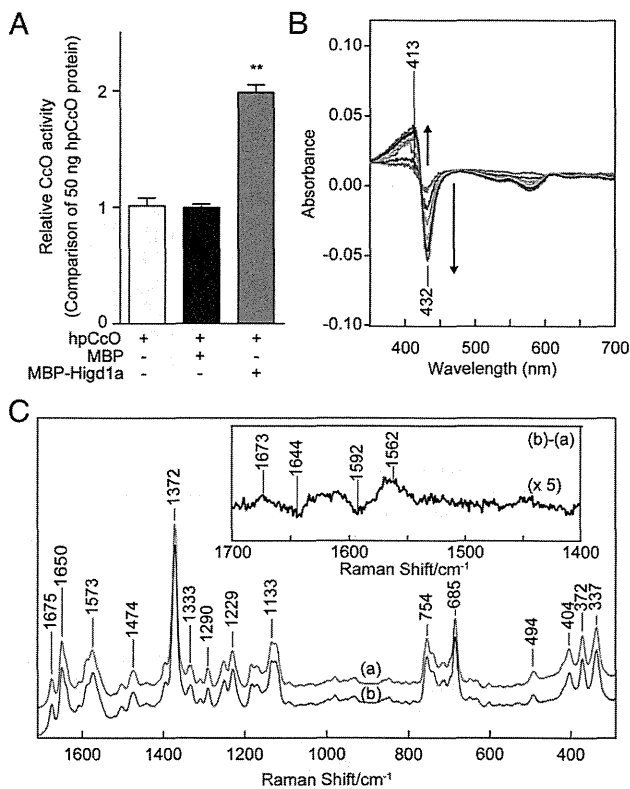 A
Relative CcO activity
(Comparison of 50 ng hpCcO protein)
2
1
0
**
hpCcO + + +
MBP - + -
MBP-Higd1a - - +
B
Absorbance
0.10
0.05
0.00
-0.05
-0.10
413
432
400 500 600 700
Wavelength (nm)
C
1675
1650
1573
1474
1372
1333
1290
1229
1133
754
685
494
404
372
337
(a)
(b)
1600 1400 1200 1000 800 600 400
Raman Shift/cm-1
1673
1644
1592
1562
(b)-(a)
(x 5)
1700 1600 1500 1400
Raman Shift/cm-1